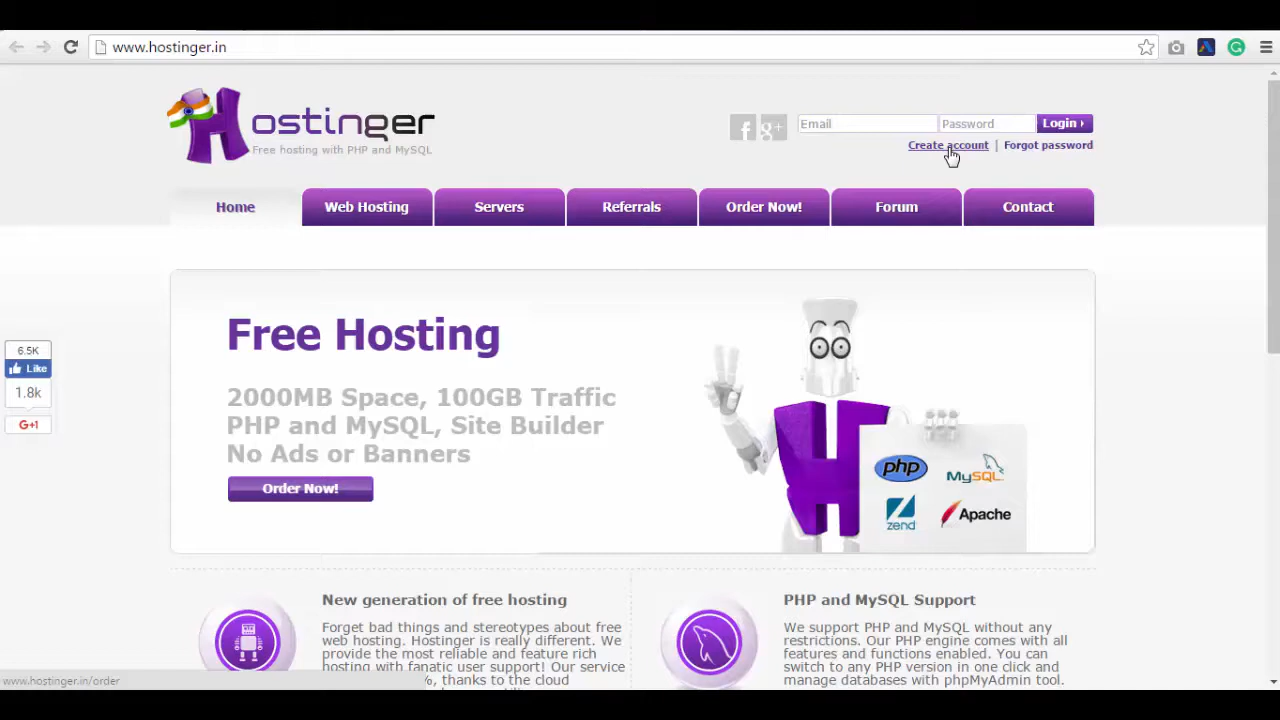 www.hostinger.in
Hostinger
Free hosting with PHP and MySQL
f g+ Email Password Login ›
Create account | Forgot password
Home Web Hosting Servers Referrals Order Now! Forum Contact
Free Hosting
2000MB Space, 100GB Traffic
PHP and MySQL, Site Builder
No Ads or Banners
Order Now!
php MySQL
zend Apache
6.5K
Like
1.8k
G+1
New generation of free hosting
Forget bad things and stereotypes about free
web hosting. Hostinger is really different. We
provide the most reliable and feature rich
hosting with fanatic user support! Our service
%, thanks to the cloud
PHP and MySQL Support
We support PHP and MySQL without any
restrictions. Our PHP engine comes with all
features and functions enabled. You can
switch to any PHP version in one click and
manage databases with phpMyAdmin tool.
www.hostinger.in/order